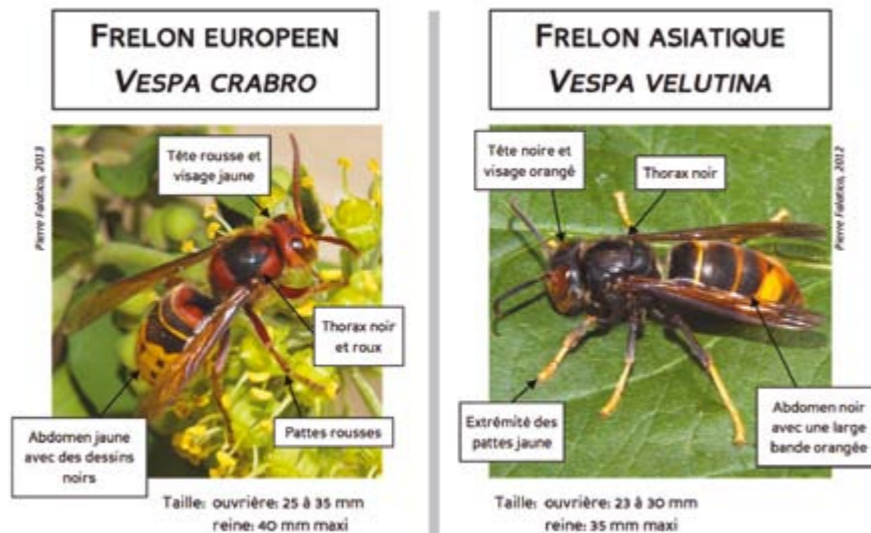 FRELON EUROPEEN
VESPA CRABRO
Pierre Falatico, 2013
Tête rousse et
visage jaune
Thorax noir
et roux
Pattes rousses
Abdomen jaune
avec des dessins
noirs
Taille: ouvrière: 25 à 35 mm
reine: 40 mm maxi
FRELON ASIATIQUE
VESPA VELUTINA
Tête noire et
visage orangé
Thorax noir
Pierre Falatico, 2012
Extrêmité des
pattes jaune
Abdomen noir
avec une large
bande orangée
Taille: ouvrière: 23 à 30 mm
reine: 35 mm maxi